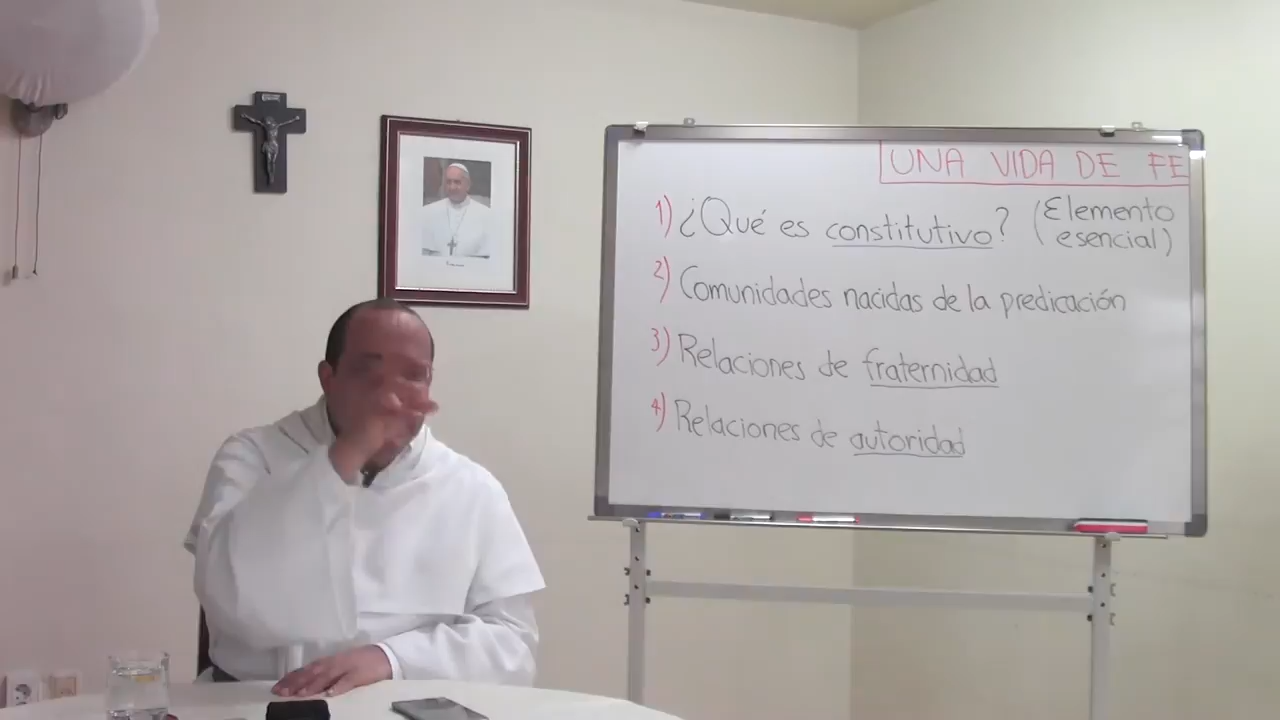 UNA VIDA DE FE
1) ¿Qué es constitutivo? (Elemento
esencial)
2) Comunidades nacidas de la predicación
3) Relaciones de fraternidad
4) Relaciones de autoridad